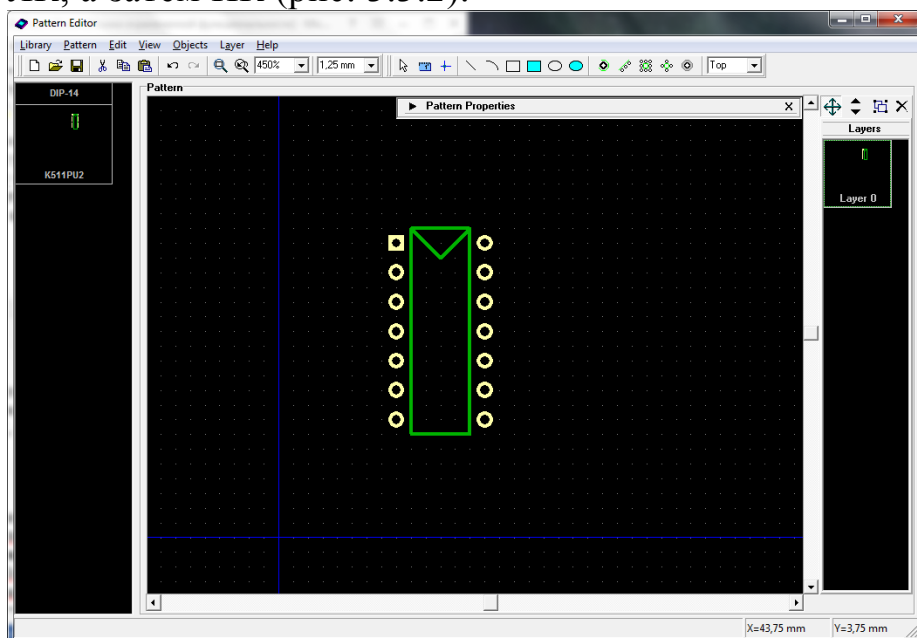 а затем
Pattern Editor
Library Pattern Edit View Objects Layer Help
450% 1,25 mm Top
DIP-14
K511PU2
Pattern
Pattern Properties X
Layers
Layer 0
X=43,75 mm Y=3,75 mm